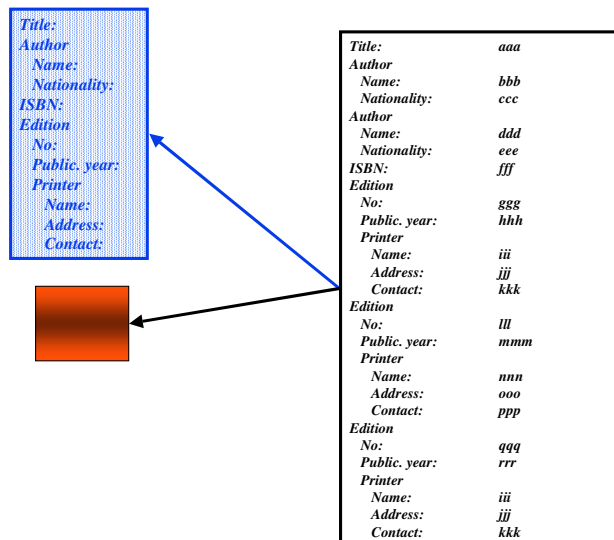 Title:
Author
Name:
Nationality:
ISBN:
Edition
No:
Public. year:
Printer
Name:
Address:
Contact:
Title: aaa
Author
Name: bbb
Nationality: ccc
Author
Name: ddd
Nationality: eee
ISBN: fff
Edition
No: ggg
Public. year: hhh
Printer
Name: iii
Address: jjj
Contact: kkk
Edition
No: lll
Public. year: mmm
Printer
Name: nnn
Address: ooo
Contact: ppp
Edition
No: qqq
Public. year: rrr
Printer
Name: iii
Address: jjj
Contact: kkk